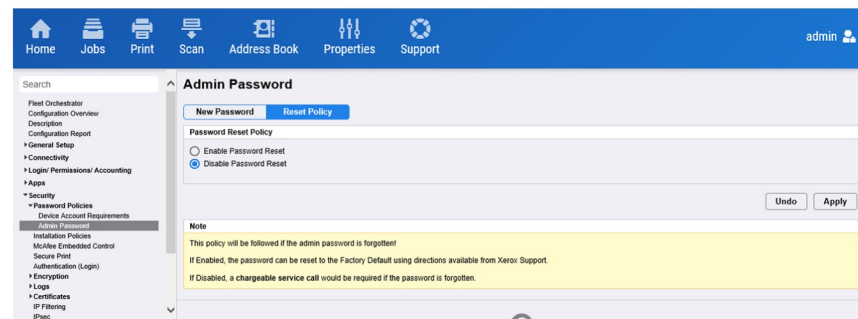 Home
Jobs
Print
Scan
Address Book
Properties
Support
admin
Search
Fleet Orchestrator
Configuration Overview
Description
Configuration Report
General Setup
Connectivity
Login/ Permissions/ Accounting
Apps
Security
Password Policies
Device Account Requirements
Admin Password
Installation Policies
McAfee Embedded Control
Secure Print
Authentication (Login)
Encryption
Logs
Certificates
IP Filtering
IPsec
Admin Password
New Password
Reset Policy
Password Reset Policy
Enable Password Reset
Disable Password Reset
Undo
Apply
Note
This policy will be followed if the admin password is forgotten!
If Enabled, the password can be reset to the Factory Default using directions available from Xerox Support.
If Disabled, a chargeable service call would be required if the password is forgotten.